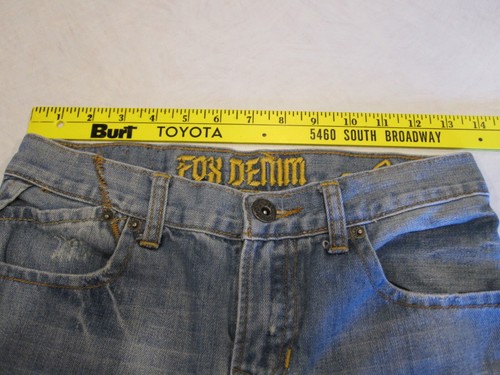 1 2 3 4 5 6 7 8 9 10 11 12 13 14
Burt TOYOTA 5460 SOUTH BROADWAY
FOX DENIM